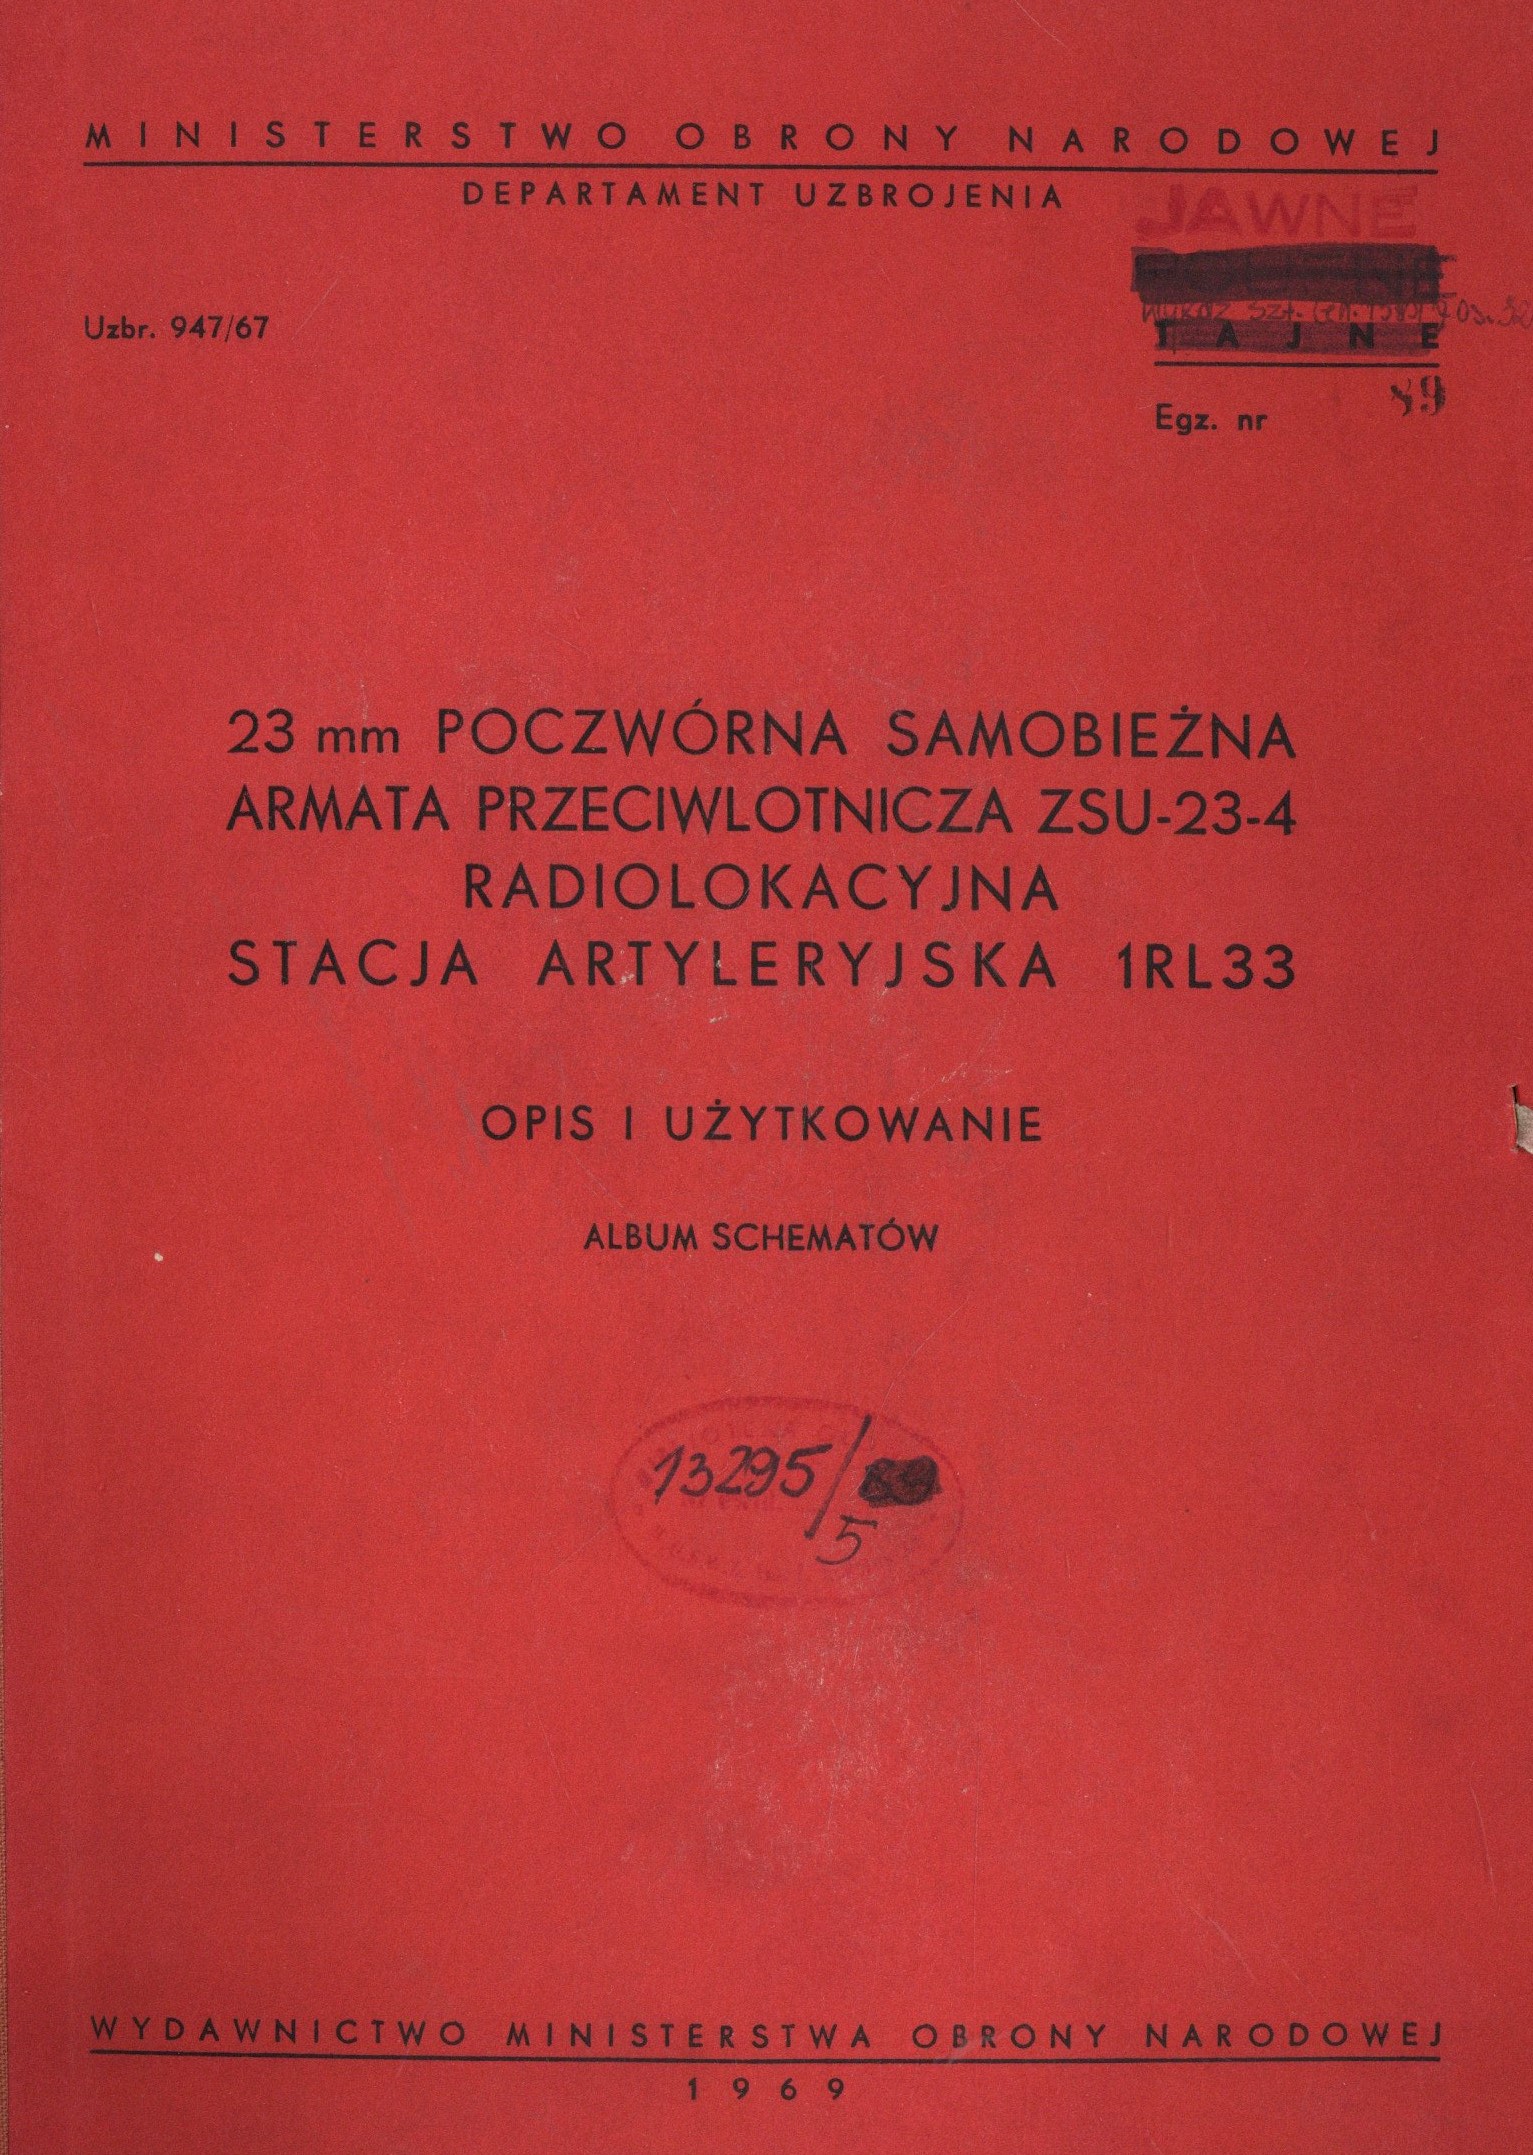 MINISTERSTWO OBRONY NARODOWEJ
DEPARTAMENT UZBROJENIA
JAWNE
Uzbr. 947/67
TAJNE
Egz. nr 89
23 mm POCZWÓRNA SAMOBIEŻNA
ARMATA PRZECIWLOTNICZA ZSU-23-4
RADIOLOKACYJNA
STACJA ARTYLERYJSKA 1RL33
OPIS I UŻYTKOWANIE
ALBUM SCHEMATÓW
13295/
5
WYDAWNICTWO MINISTERSTWA OBRONY NARODOWEJ
1969